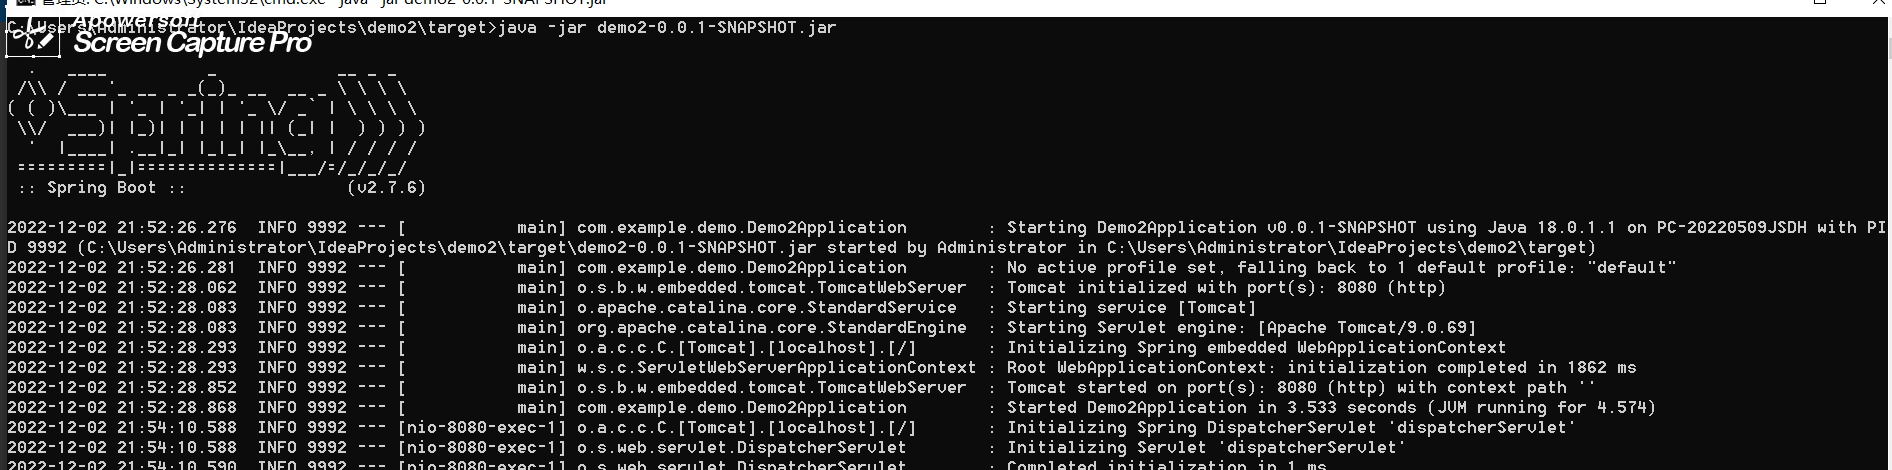 管理员: C:\Windows\System32\cmd.exe - java -jar demo2-0.0.1-SNAPSHOT.jar
Apowersoft
C:\Users\Administrator\IdeaProjects\demo2\target>java -jar demo2-0.0.1-SNAPSHOT.jar
Screen Capture Pro
:: Spring Boot ::                (v2.7.6)
2022-12-02 21:52:26.276  INFO 9992 --- [           main] com.example.demo.Demo2Application        : Starting Demo2Application v0.0.1-SNAPSHOT using Java 18.0.1.1 on PC-20220509JSDH with PI
D 9992 (C:\Users\Administrator\IdeaProjects\demo2\target\demo2-0.0.1-SNAPSHOT.jar started by Administrator in C:\Users\Administrator\IdeaProjects\demo2\target)
2022-12-02 21:52:26.281  INFO 9992 --- [           main] com.example.demo.Demo2Application        : No active profile set, falling back to 1 default profile: "default"
2022-12-02 21:52:28.062  INFO 9992 --- [           main] o.s.b.w.embedded.tomcat.TomcatWebServer  : Tomcat initialized with port(s): 8080 (http)
2022-12-02 21:52:28.083  INFO 9992 --- [           main] o.apache.catalina.core.StandardService   : Starting service [Tomcat]
2022-12-02 21:52:28.083  INFO 9992 --- [           main] org.apache.catalina.core.StandardEngine  : Starting Servlet engine: [Apache Tomcat/9.0.69]
2022-12-02 21:52:28.293  INFO 9992 --- [           main] o.a.c.c.C.[Tomcat].[localhost].[/]       : Initializing Spring embedded WebApplicationContext
2022-12-02 21:52:28.293  INFO 9992 --- [           main] w.s.c.ServletWebServerApplicationContext : Root WebApplicationContext: initialization completed in 1862 ms
2022-12-02 21:52:28.852  INFO 9992 --- [           main] o.s.b.w.embedded.tomcat.TomcatWebServer  : Tomcat started on port(s): 8080 (http) with context path ''
2022-12-02 21:52:28.868  INFO 9992 --- [           main] com.example.demo.Demo2Application        : Started Demo2Application in 3.533 seconds (JVM running for 4.574)
2022-12-02 21:54:10.588  INFO 9992 --- [nio-8080-exec-1] o.a.c.c.C.[Tomcat].[localhost].[/]       : Initializing Spring DispatcherServlet 'dispatcherServlet'
2022-12-02 21:54:10.588  INFO 9992 --- [nio-8080-exec-1] o.s.web.servlet.DispatcherServlet        : Initializing Servlet 'dispatcherServlet'
2022-12-02 21:54:10.590  INFO 9992 --- [nio-8080-exec-1] o.s.web.servlet.DispatcherServlet        : Completed initialization in 1 ms